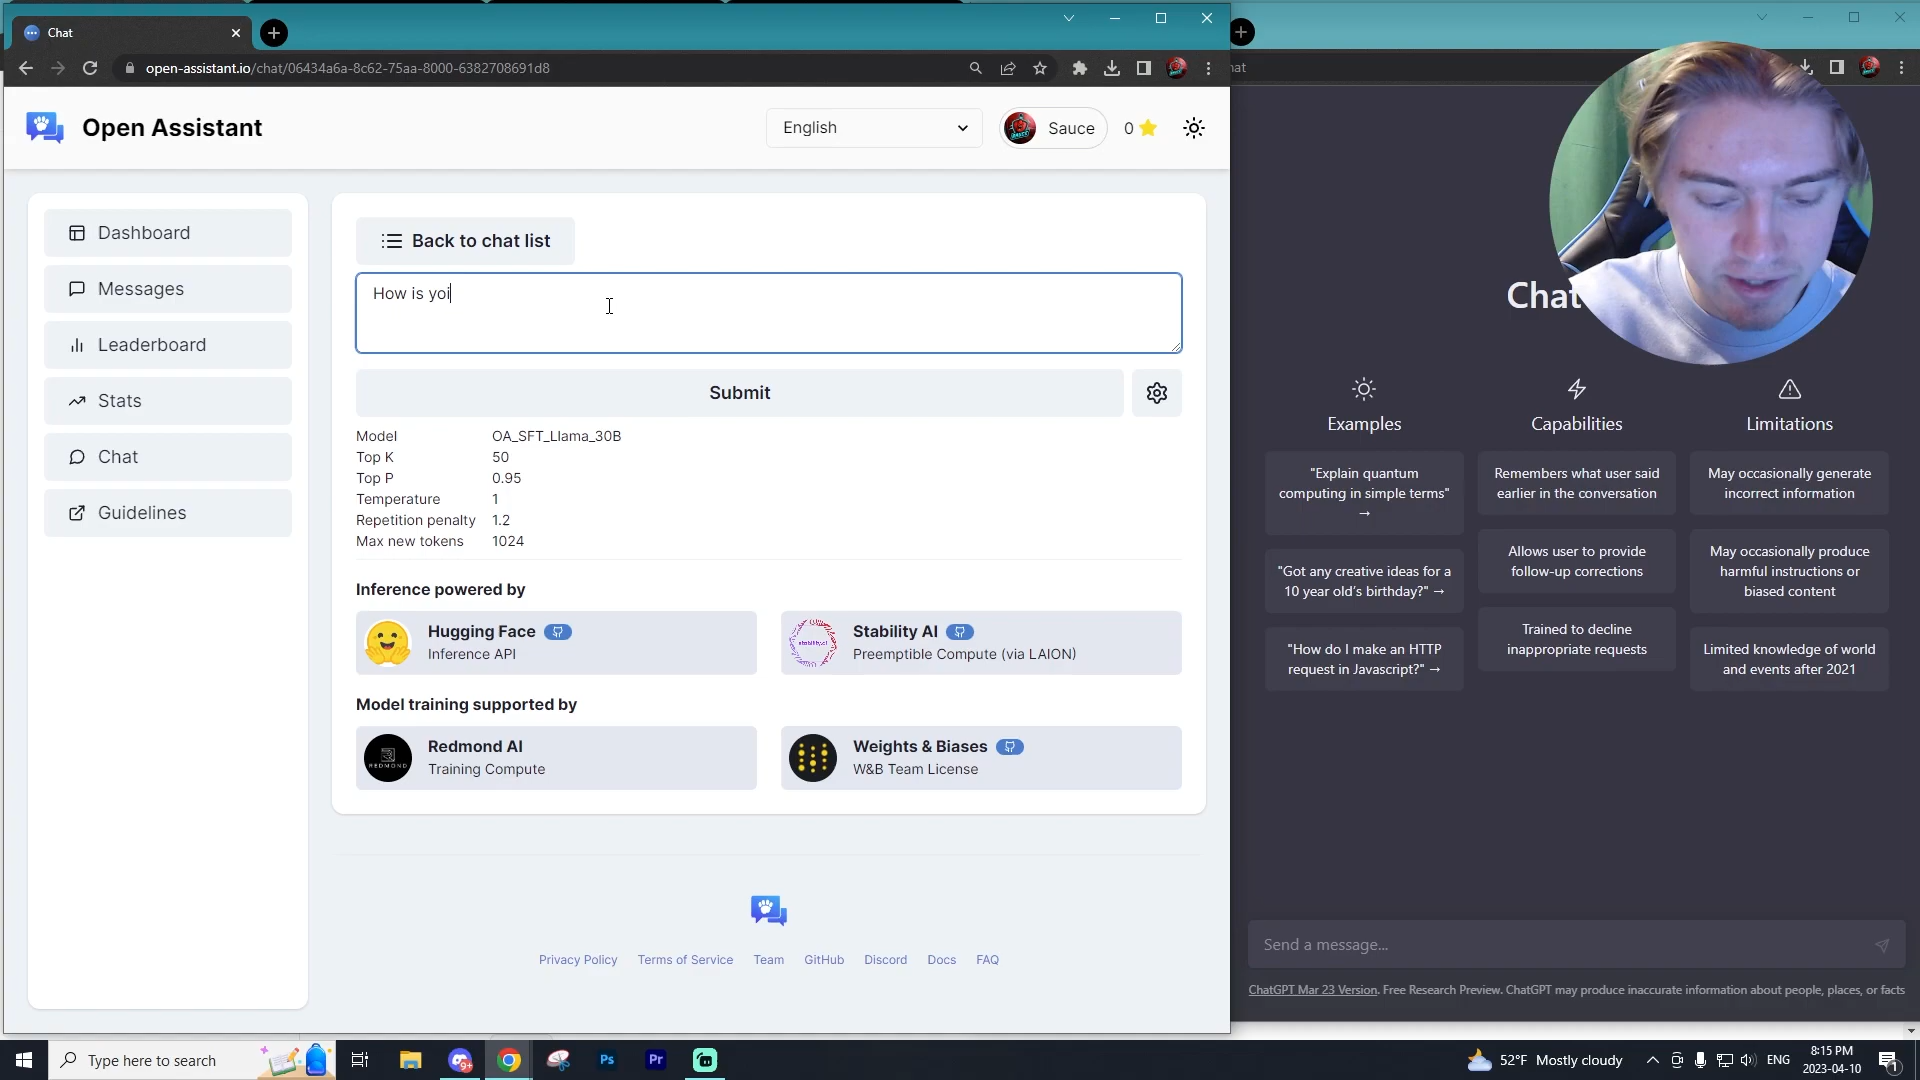 Chat
open-assistant.io/chat/06434a6a-8c62-75aa-8000-6382708691d8
hat
Open Assistant
English
Sauce
0
Dashboard
Messages
Leaderboard
Stats
Chat
Guidelines
Back to chat list
How is yoi
Submit
Model OA_SFT_Llama_30B
Top K 50
Top P 0.95
Temperature 1
Repetition penalty 1.2
Max new tokens 1024
Inference powered by
Hugging Face
Inference API
stability.ai
Stability AI
Preemptible Compute (via LAION)
Model training supported by
REDMOND
Redmond AI
Training Compute
Weights & Biases
W&B Team License
Privacy Policy Terms of Service Team GitHub Discord Docs FAQ
Chat
Examples
"Explain quantum
computing in simple terms"
→
"Got any creative ideas for a
10 year old's birthday?" →
"How do I make an HTTP
request in Javascript?" →
Capabilities
Remembers what user said
earlier in the conversation
Allows user to provide
follow-up corrections
Trained to decline
inappropriate requests
Limitations
May occasionally generate
incorrect information
May occasionally produce
harmful instructions or
biased content
Limited knowledge of world
and events after 2021
Send a message...
ChatGPT Mar 23 Version. Free Research Preview. ChatGPT may produce inaccurate information about people, places, or facts
Type here to search
9+
Ps
Pr
52°F Mostly cloudy
ENG
8:15 PM
2023-04-10
1